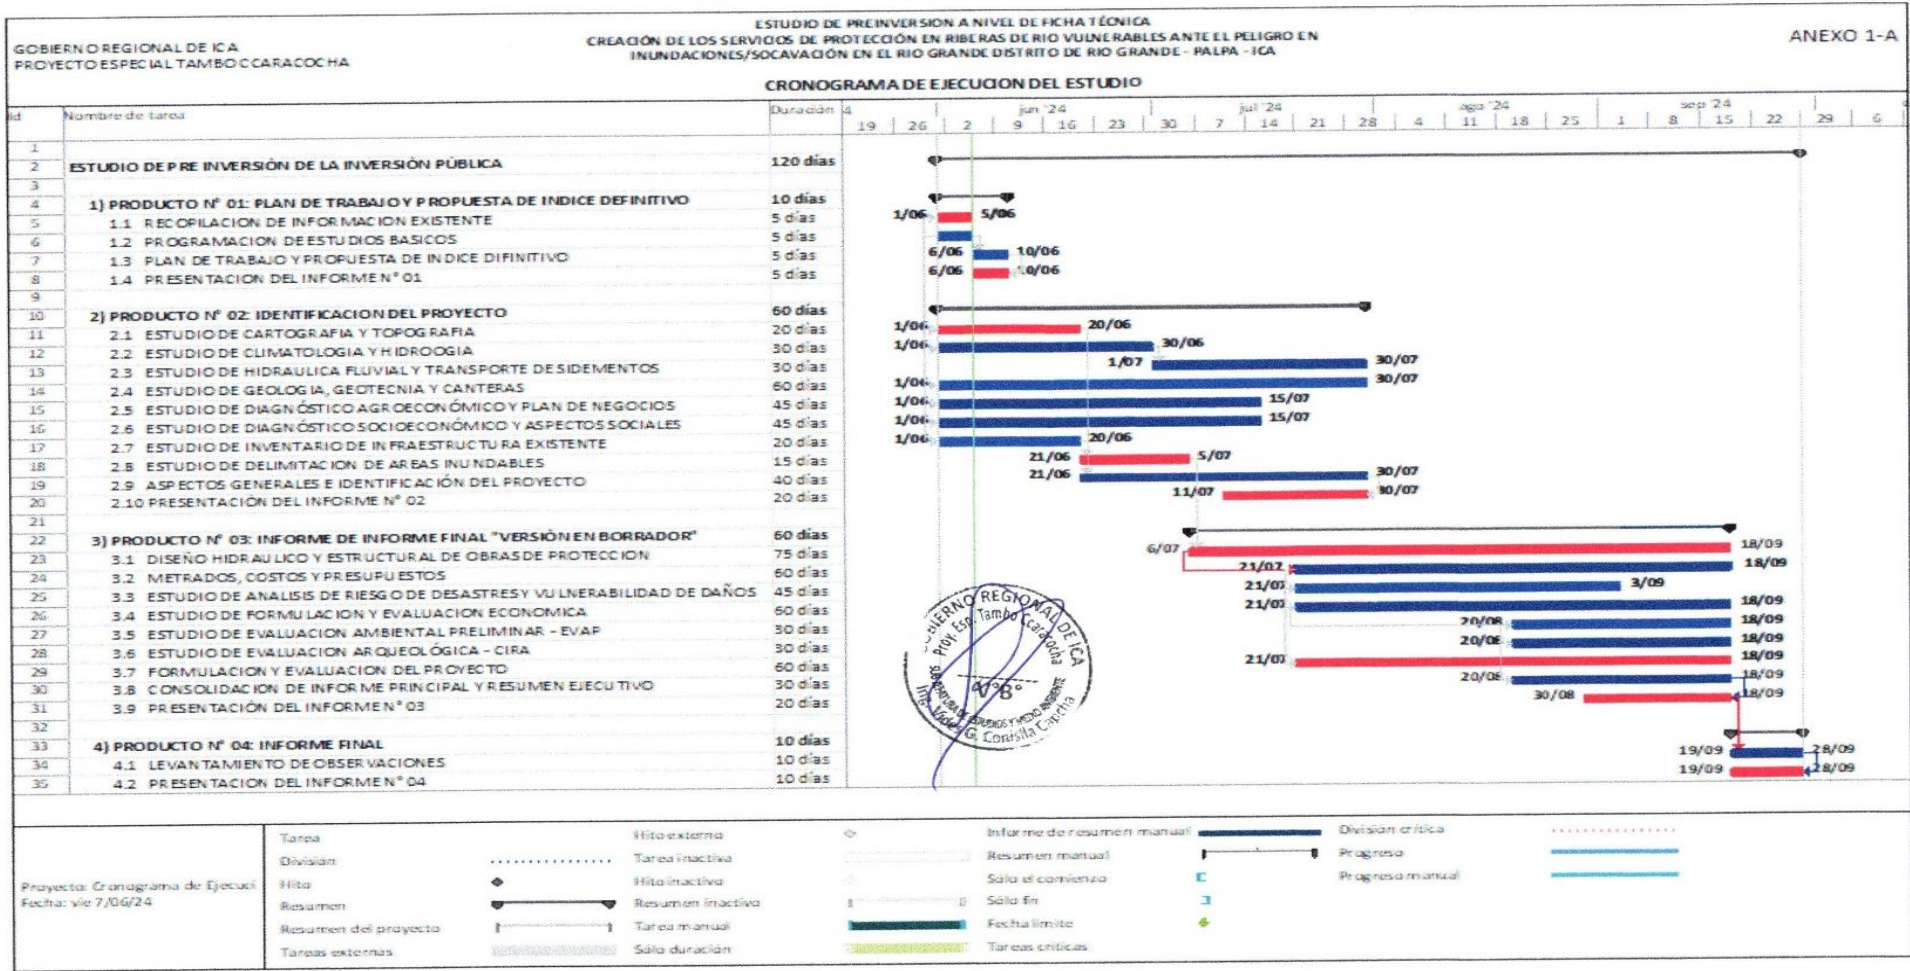 ESTUDIO DE PREINVERSION A NIVEL DE FICHA TÉCNICA
GOBIERNO REGIONAL DE ICA
PROYECTO ESPECIAL TAMBO CCARACOCHA
CREACIÓN DE LOS SERVICIOS DE PROTECCIÓN EN RIBERAS DE RIO VULNERABLES ANTE EL PELIGRO EN
INUNDACIONES/SOCAVACIÓN EN EL RIO GRANDE DISTRITO DE RIO GRANDE - PALPA - ICA
ANEXO 1-A
CRONOGRAMA DE EJECUCION DEL ESTUDIO
Id Nombre de tarea Duración 4 jun '24 jul '24 ago '24 sep '24
19 26 2 9 16 23 30 7 14 21 28 4 11 18 25 1 8 15 22 29 6
1
2 ESTUDIO DE PRE INVERSIÓN DE LA INVERSIÓN PÚBLICA 120 días
3
4 1) PRODUCTO N° 01: PLAN DE TRABAJO Y PROPUESTA DE INDICE DEFINITIVO 10 días
5 1.1 RECOPILACION DE INFORMACION EXISTENTE 5 días 1/06 5/06
6 1.2 PROGRAMACION DE ESTUDIOS BASICOS 5 días
7 1.3 PLAN DE TRABAJO Y PROPUESTA DE INDICE DIFINITIVO 5 días 6/06 10/06
8 1.4 PRESENTACION DEL INFORME N° 01 5 días 6/06 10/06
9
10 2) PRODUCTO N° 02: IDENTIFICACION DEL PROYECTO 60 días
11 2.1 ESTUDIO DE CARTOGRAFIA Y TOPOGRAFIA 20 días 1/06 20/06
12 2.2 ESTUDIO DE CLIMATOLOGIA Y HIDROOGIA 30 días 1/06 30/06
13 2.3 ESTUDIO DE HIDRAULICA FLUVIAL Y TRANSPORTE DE SIDEMENTOS 30 días 1/07 30/07
14 2.4 ESTUDIO DE GEOLOGIA, GEOTECNIA Y CANTERAS 60 días 1/06 30/07
15 2.5 ESTUDIO DE DIAGNÓSTICO AGROECONÓMICO Y PLAN DE NEGOCIOS 45 días 1/06 15/07
16 2.6 ESTUDIO DE DIAGNÓSTICO SOCIOECONÓMICO Y ASPECTOS SOCIALES 45 días 1/06 15/07
17 2.7 ESTUDIO DE INVENTARIO DE INFRAESTRUCTURA EXISTENTE 20 días 1/06 20/06
18 2.8 ESTUDIO DE DELIMITACION DE AREAS INUNDABLES 15 días 21/06 5/07
19 2.9 ASPECTOS GENERALES E IDENTIFICACIÓN DEL PROYECTO 40 días 21/06 30/07
20 2.10 PRESENTACIÓN DEL INFORME N° 02 20 días 11/07 30/07
21
22 3) PRODUCTO N° 03: INFORME DE INFORME FINAL "VERSIÓN EN BORRADOR" 60 días
23 3.1 DISEÑO HIDRAULICO Y ESTRUCTURAL DE OBRAS DE PROTECCION 75 días 6/07 18/09
24 3.2 METRADOS, COSTOS Y PRESUPUESTOS 60 días 21/07 18/09
25 3.3 ESTUDIO DE ANALISIS DE RIESGO DE DESASTRES Y VULNERABILIDAD DE DAÑOS 45 días 21/07 3/09
26 3.4 ESTUDIO DE FORMULACION Y EVALUACION ECONOMICA 60 días 21/07 18/09
27 3.5 ESTUDIO DE EVALUACION AMBIENTAL PRELIMINAR - EVAP 30 días 20/08 18/09
28 3.6 ESTUDIO DE EVALUACION ARQUEOLÓGICA - CIRA 30 días 20/08 18/09
29 3.7 FORMULACION Y EVALUACION DEL PROYECTO 60 días 21/07 18/09
30 3.8 CONSOLIDACION DE INFORME PRINCIPAL Y RESUMEN EJECUTIVO 30 días 20/08 18/09
31 3.9 PRESENTACIÓN DEL INFORME N° 03 20 días 30/08 18/09
32
33 4) PRODUCTO N° 04: INFORME FINAL 10 días
34 4.1 LEVANTAMIENTO DE OBSERVACIONES 10 días 19/09 28/09
35 4.2 PRESENTACION DEL INFORME N° 04 10 días 19/09 28/09
GOBIERNO REGIONAL DE ICA
Proy. Esp. Tambo Ccaracocha
V°B°
ESTUDIOS Y MEDIO AMBIENTE
Proyecto: Cronograma de Ejecuci
Fecha: vie 7/06/24
Tarea Hito externo Informe de resumen manual División crítica
División Tarea inactiva Resumen manual Progreso
Hito Hito inactivo Sólo el comienzo Progreso manual
Resumen Resumen inactivo Sólo fin
Resumen del proyecto Tarea manual Fecha límite
Tareas externas Sólo duración Tareas críticas